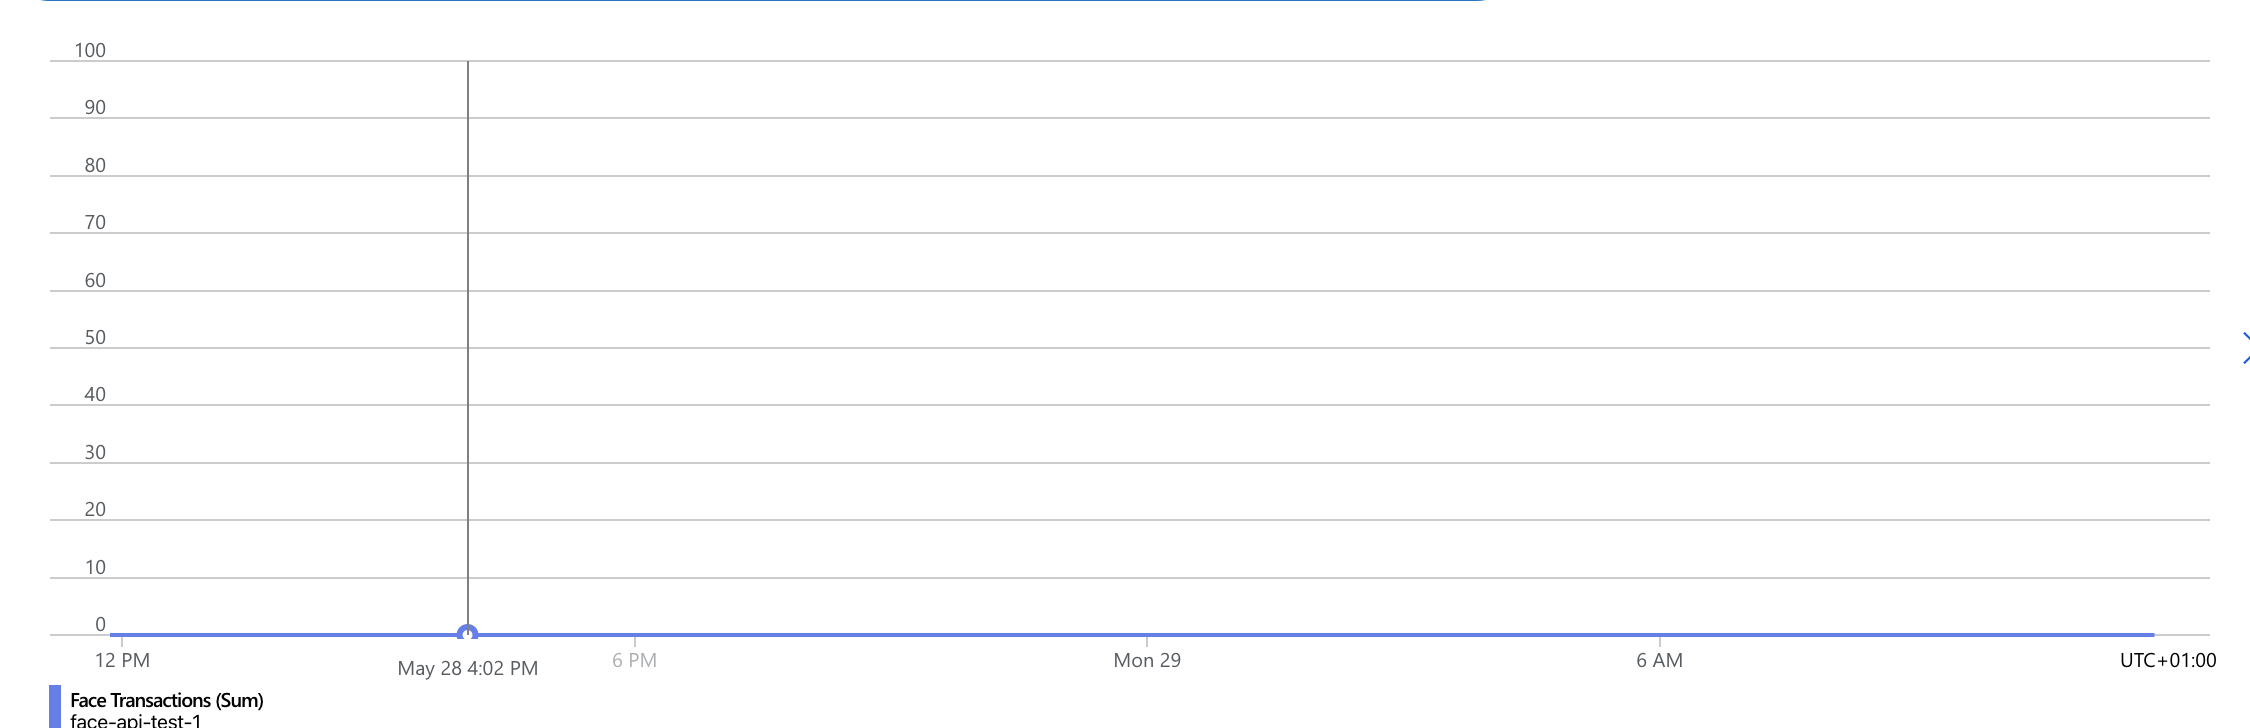 100
90
80
70
60
50
40
30
20
10
0
12 PM
May 28 4:02 PM
6 PM
Mon 29
6 AM
UTC+01:00
Face Transactions (Sum)
face-api-test-1